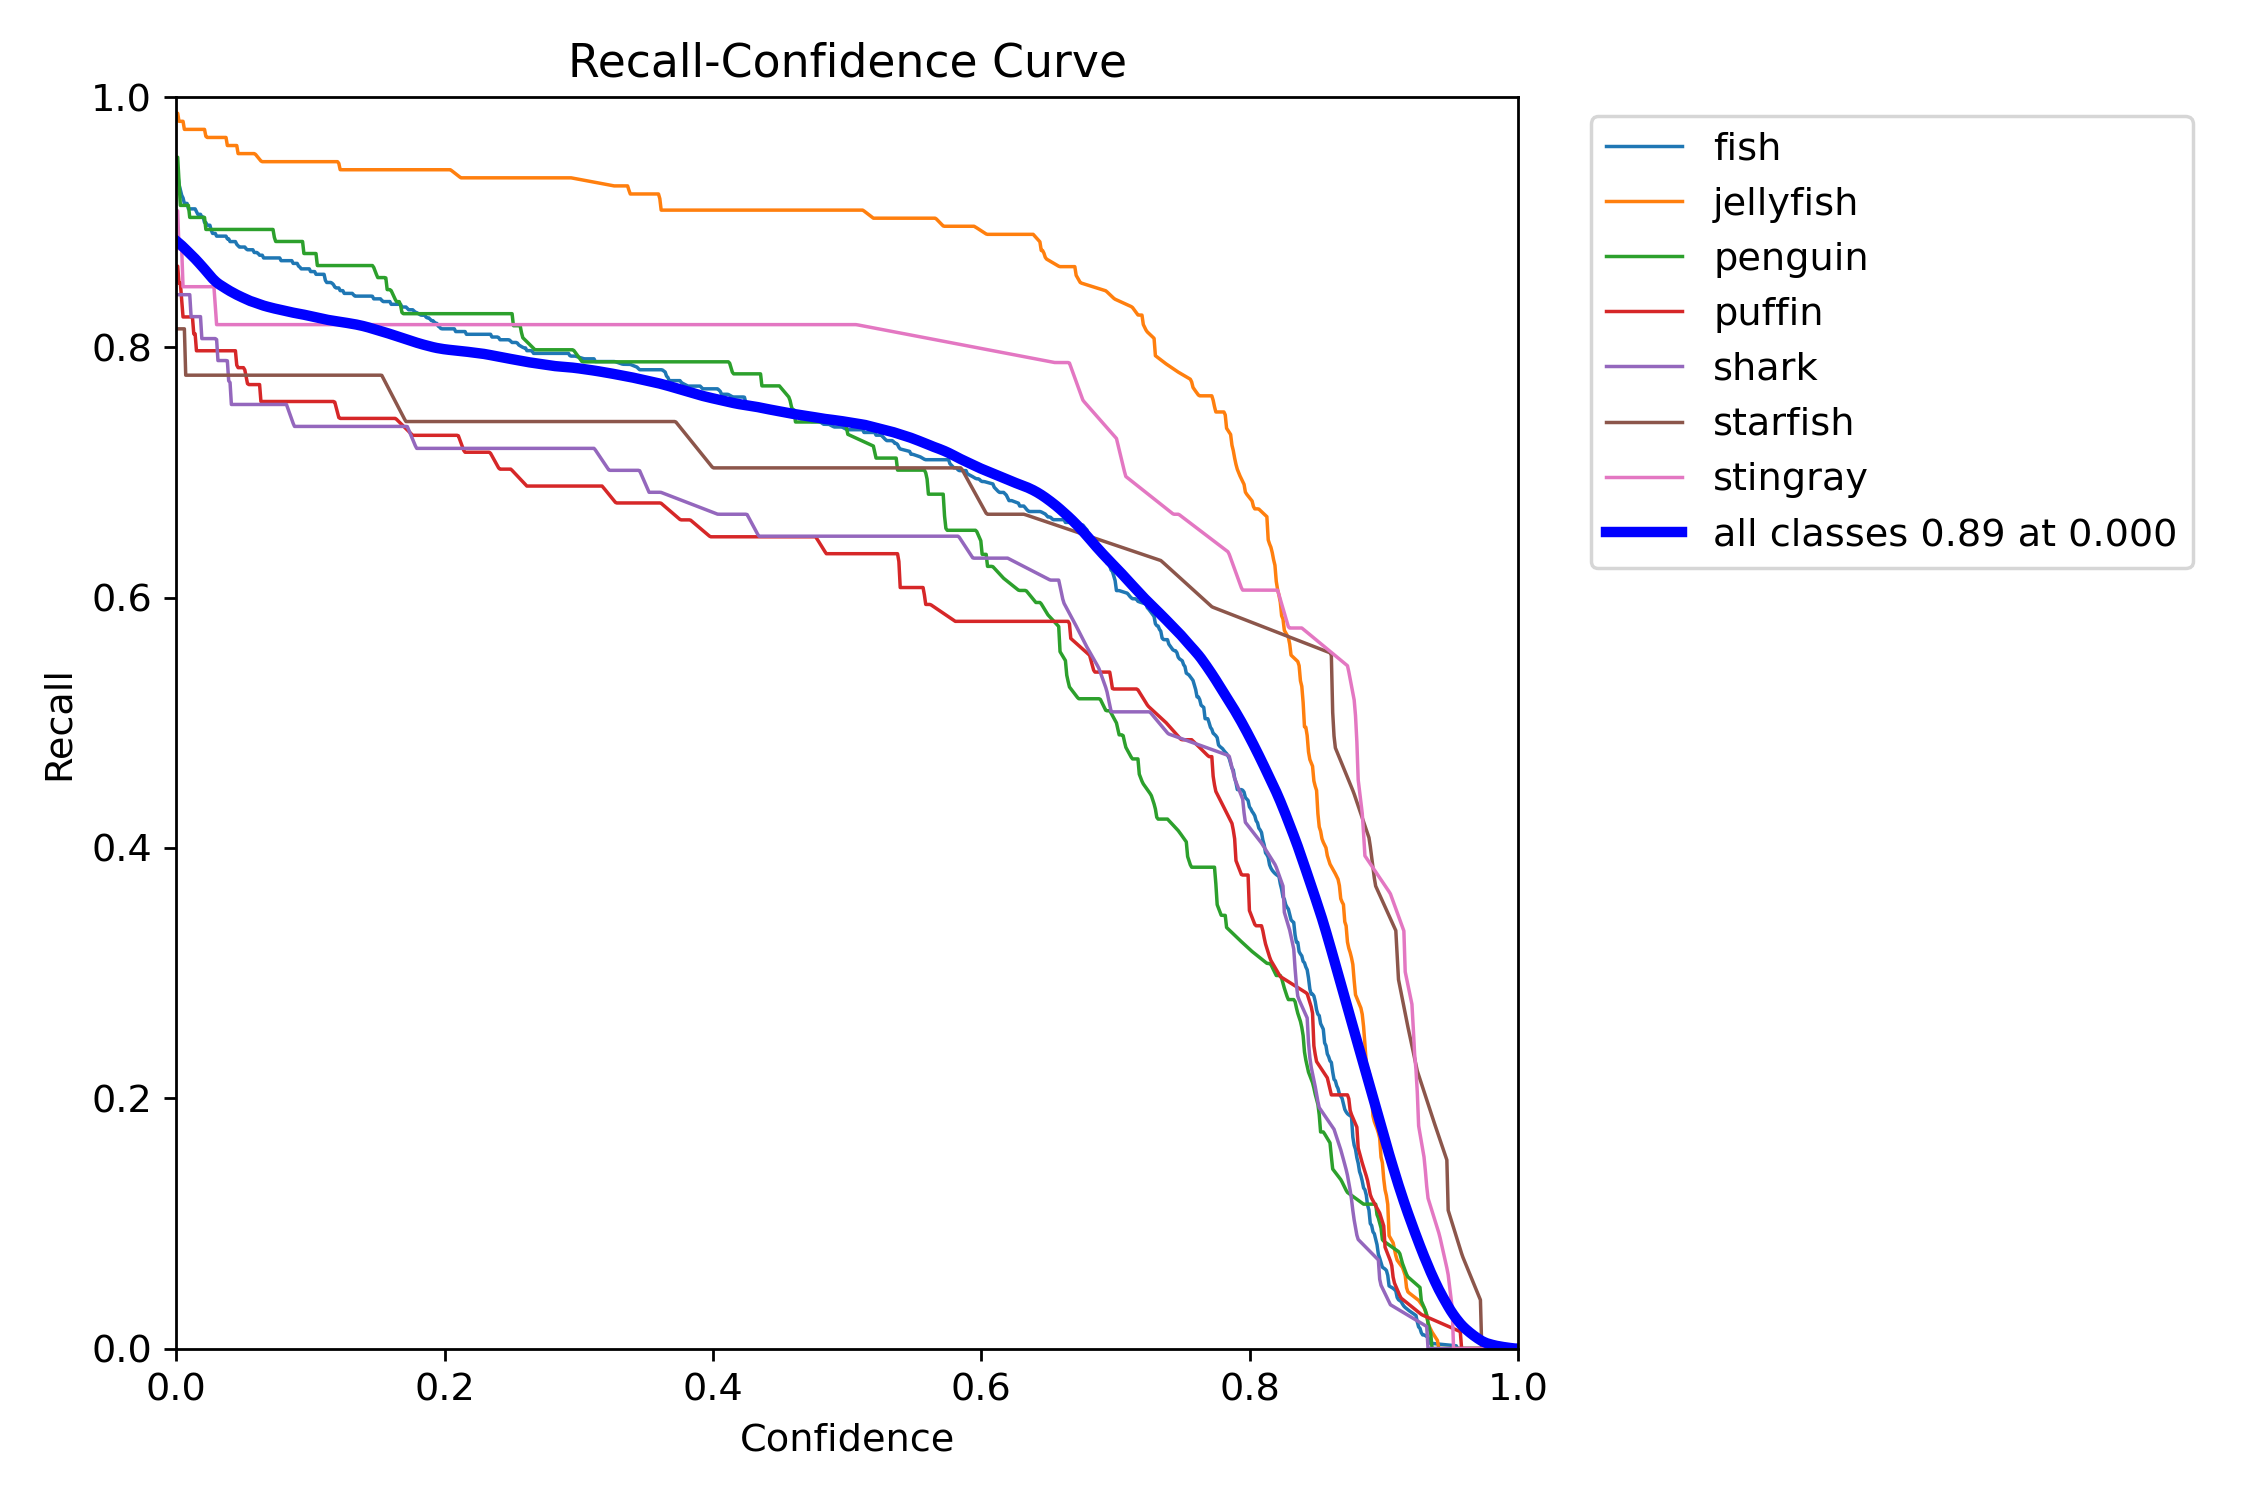 Recall-Confidence Curve
1.0
0.8
0.6
0.4
0.2
0.0
Recall
0.0 0.2 0.4 0.6 0.8 1.0
Confidence
fish
jellyfish
penguin
puffin
shark
starfish
stingray
all classes 0.89 at 0.000